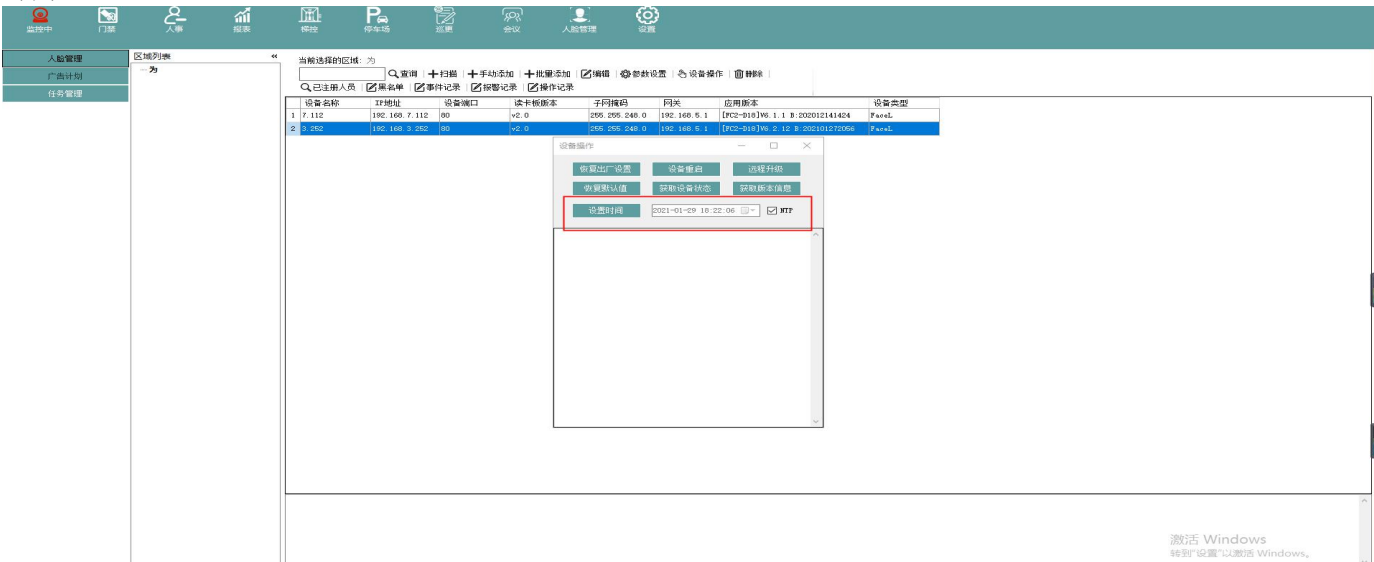 监控中 门禁 人事 报表 梯控 停车场 巡更 会议 人脸管理 设置
人脸管理
广告计划
任务管理
区域列表 «
为
当前选择的区域: 为
查询 扫描 手动添加 批量添加 编辑 参数设置 设备操作 删除
已注册人员 黑名单 事件记录 报警记录 操作记录
设备名称 IP地址 设备端口 读卡板版本 子网掩码 网关 应用版本 设备类型
1 7.112 192.168.7.112 80 v2.0 255.255.248.0 192.168.5.1 [FC2-D18]V6.1.1 B:202012141424 FaceL
2 3.252 192.168.3.252 80 v2.0 255.255.248.0 192.168.5.1 [FC2-D18]V6.2.12 B:202101272056 FaceL
设备操作
恢复出厂设置 设备重启 远程升级
恢复默认值 获取设备状态 获取版本信息
设置时间 2021-01-29 18:22:06 NTP
激活 Windows
转到"设置"以激活 Windows。